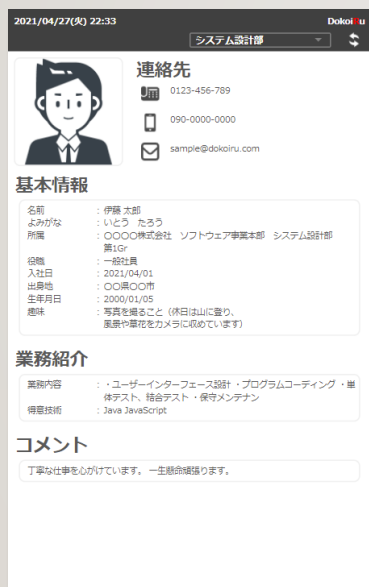 2021/04/27(火) 22:33 DokoiRu
システム設計部
連絡先
0123-456-789
090-0000-0000
sample@dokoiru.com
基本情報
名前 : 伊藤 太郎
よみがな : いとう たろう
所属 : 〇〇〇〇株式会社 ソフトウェア事業本部 システム設計部
第1Gr
役職 : 一般社員
入社日 : 2021/04/01
出身地 : 〇〇県〇〇市
生年月日 : 2000/01/05
趣味 : 写真を撮ること（休日は山に登り、
風景や草花をカメラに収めています）
業務紹介
業務内容 : ・ユーザーインターフェース設計 ・プログラムコーディング ・単
体テスト、結合テスト ・保守メンテナン
得意技術 : Java JavaScript
コメント
丁寧な仕事を心がけています。 一生懸命頑張ります。